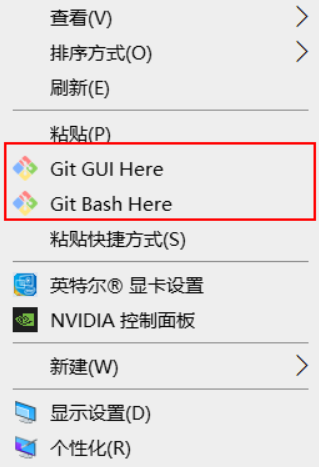 查看(V)
排序方式(O)
刷新(E)
粘贴(P)
Git GUI Here
Git Bash Here
粘贴快捷方式(S)
英特尔® 显卡设置
NVIDIA 控制面板
新建(W)
显示设置(D)
个性化(R)